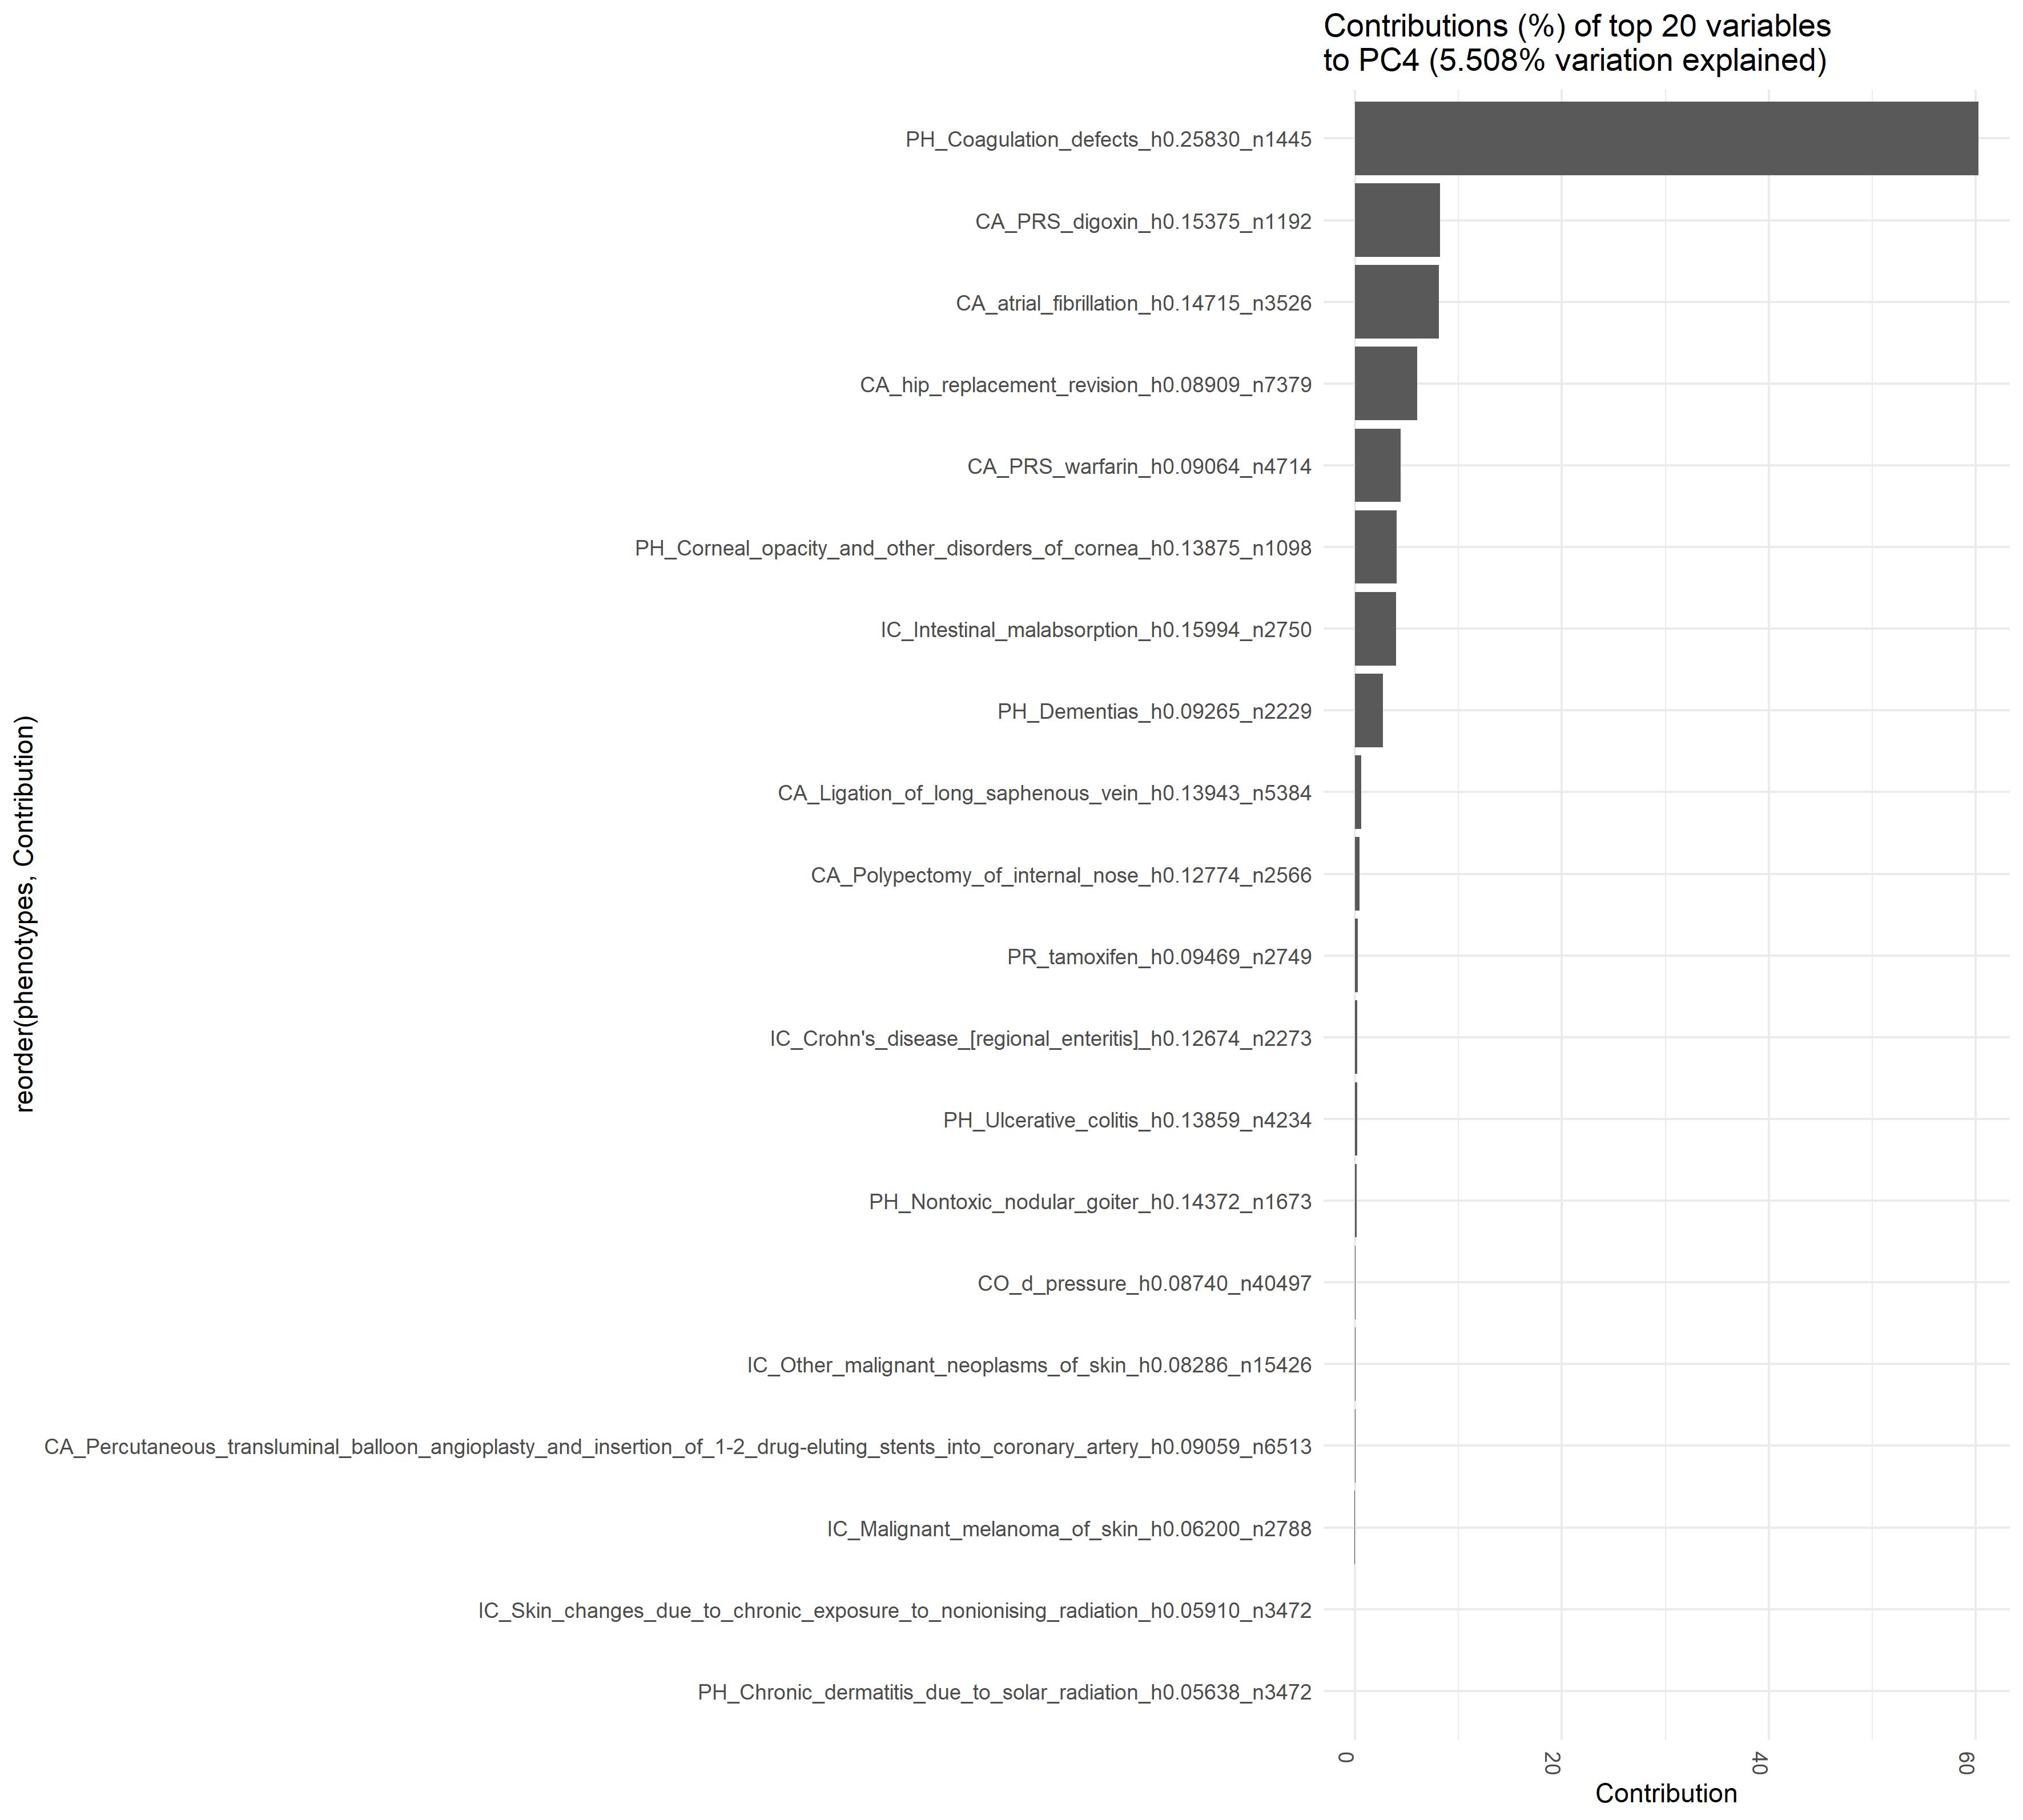 Contributions (%) of top 20 variables
to PC4 (5.508% variation explained)
reorder(phenotypes, Contribution)
PH_Coagulation_defects_h0.25830_n1445
CA_PRS_digoxin_h0.15375_n1192
CA_atrial_fibrillation_h0.14715_n3526
CA_hip_replacement_revision_h0.08909_n7379
CA_PRS_warfarin_h0.09064_n4714
PH_Corneal_opacity_and_other_disorders_of_cornea_h0.13875_n1098
IC_Intestinal_malabsorption_h0.15994_n2750
PH_Dementias_h0.09265_n2229
CA_Ligation_of_long_saphenous_vein_h0.13943_n5384
CA_Polypectomy_of_internal_nose_h0.12774_n2566
PR_tamoxifen_h0.09469_n2749
IC_Crohn's_disease_[regional_enteritis]_h0.12674_n2273
PH_Ulcerative_colitis_h0.13859_n4234
PH_Nontoxic_nodular_goiter_h0.14372_n1673
CO_d_pressure_h0.08740_n40497
IC_Other_malignant_neoplasms_of_skin_h0.08286_n15426
CA_Percutaneous_transluminal_balloon_angioplasty_and_insertion_of_1-2_drug-eluting_stents_into_coronary_artery_h0.09059_n6513
IC_Malignant_melanoma_of_skin_h0.06200_n2788
IC_Skin_changes_due_to_chronic_exposure_to_nonionising_radiation_h0.05910_n3472
PH_Chronic_dermatitis_due_to_solar_radiation_h0.05638_n3472
0 20 40 60
Contribution